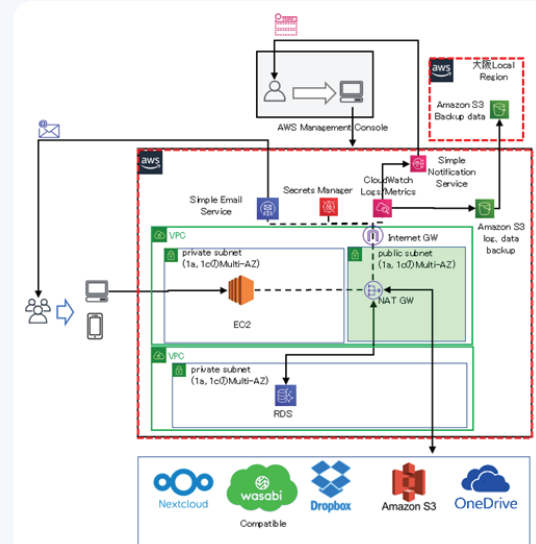 aws
大阪Local
Region
Amazon S3
Backup data
AWS Management Console
aws
Simple
Notification
Service
CloudWatch
Logs/Metrics
Secrets Manager
Simple Email
Service
Amazon S3
log, data
backup
Internet GW
VPC
private subnet
(1a, 1cのMulti-AZ)
EC2
public subnet
(1a, 1cのMulti-AZ)
NAT GW
VPC
private subnet
(1a, 1cのMulti-AZ)
RDS
Nextcloud
wasabi
Compatible
Dropbox
Amazon S3
OneDrive